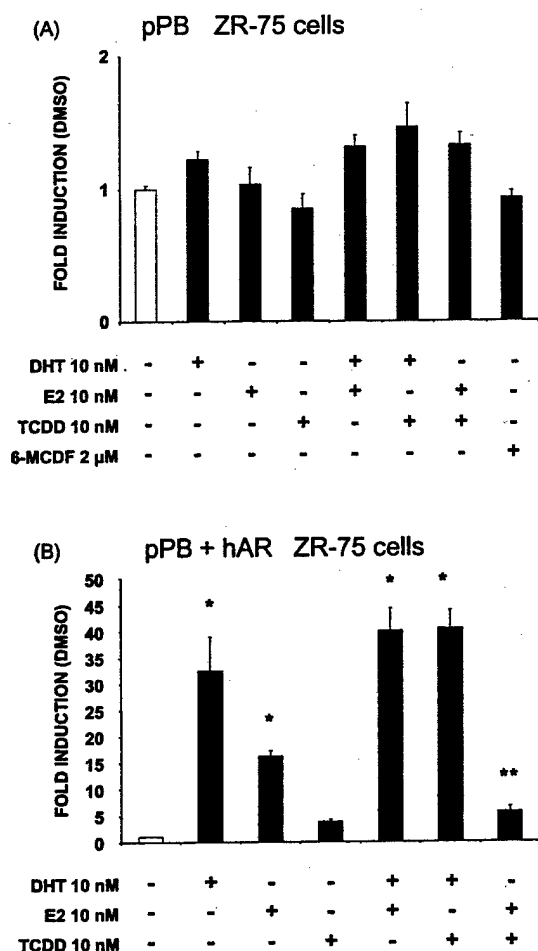 (A) pPB ZR-75 cells
FOLD INDUCTION (DMSO)
2
1
0
DHT 10 nM - + - - + + - -
E2 10 nM - - + - + - + -
TCDD 10 nM - - - + - + + -
6-MCDF 2 µM - - - - - - - +
(B) pPB + hAR ZR-75 cells
FOLD INDUCTION (DMSO)
50
45
40
35
30
25
20
15
10
5
0
* * * * **
DHT 10 nM - + - - + + -
E2 10 nM - - + - + - +
TCDD 10 nM - - - + - + +